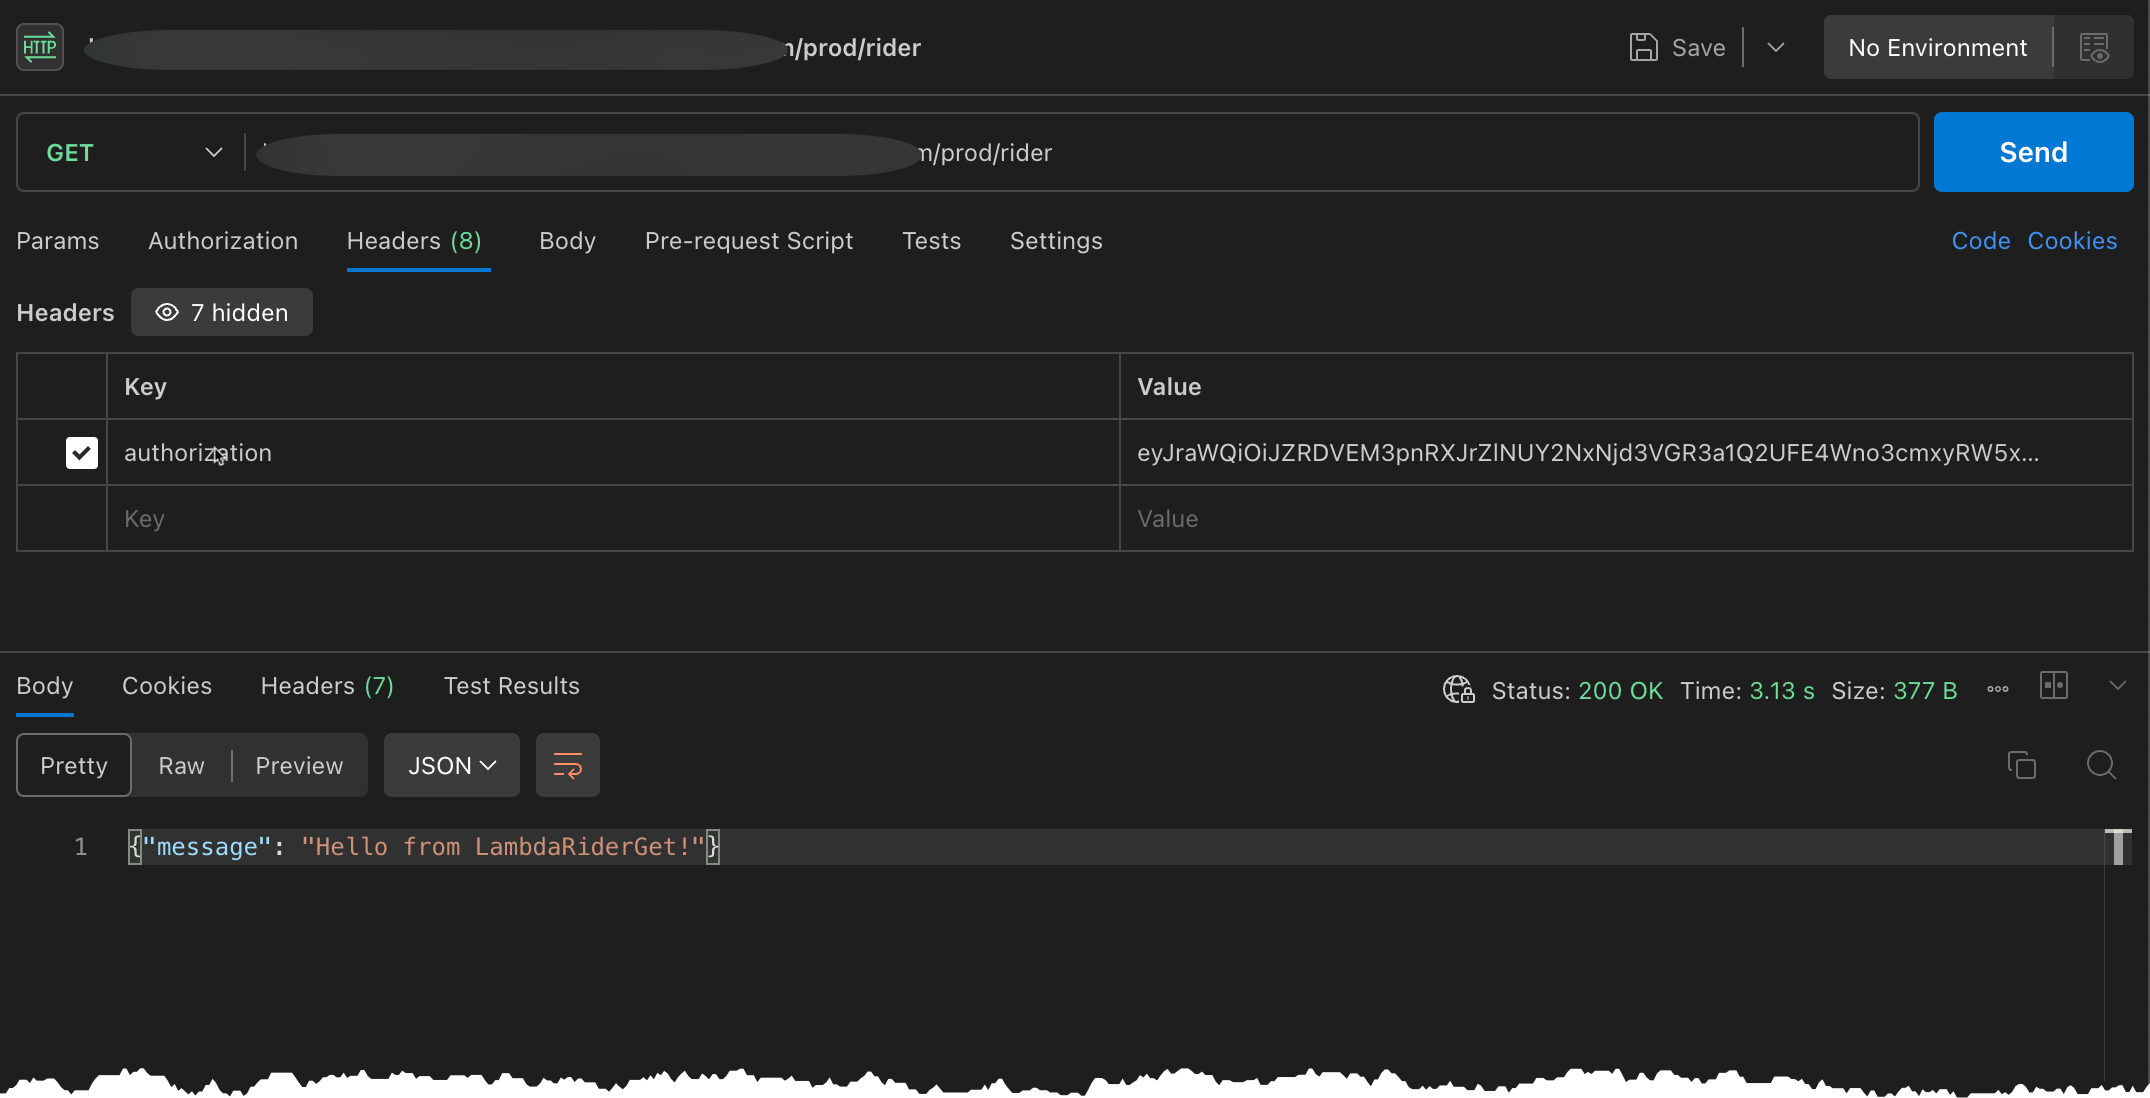 HTTP /prod/rider Save No Environment
GET m/prod/rider Send
Params Authorization Headers (8) Body Pre-request Script Tests Settings Code Cookies
Headers 7 hidden
Key Value
authorization eyJraWQiOiJZRDVEM3pnRXJrZlNUY2NxNjd3VGR3a1Q2UFE4Wno3cmxyRW5x...
Key Value
Body Cookies Headers (7) Test Results Status: 200 OK Time: 3.13 s Size: 377 B
Pretty Raw Preview JSON
1 {"message": "Hello from LambdaRiderGet!"}